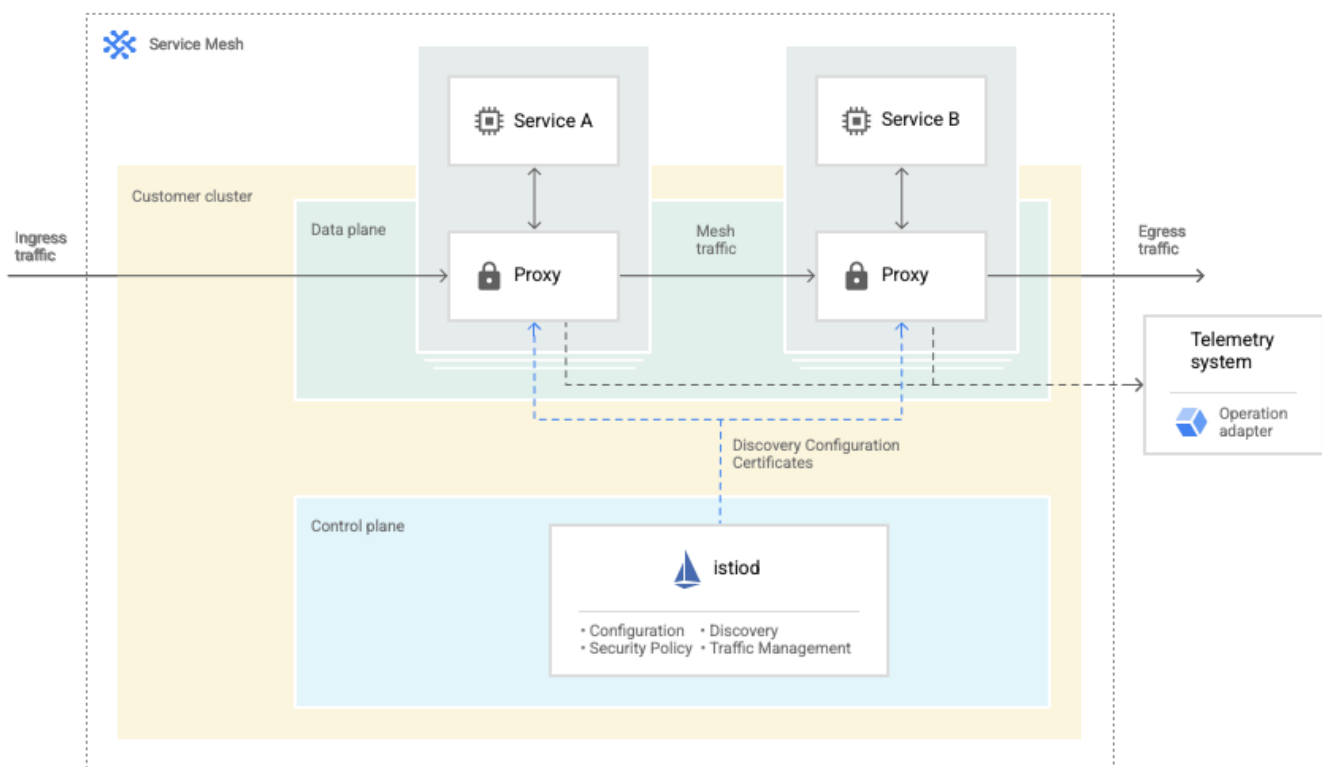 Service Mesh
Service A
Service B
Customer cluster
Data plane
Ingress
traffic
Mesh
traffic
Egress
traffic
Proxy
Proxy
Telemetry
system
Operation
adapter
Discovery Configuration
Certificates
Control plane
istiod
• Configuration • Discovery
• Security Policy • Traffic Management